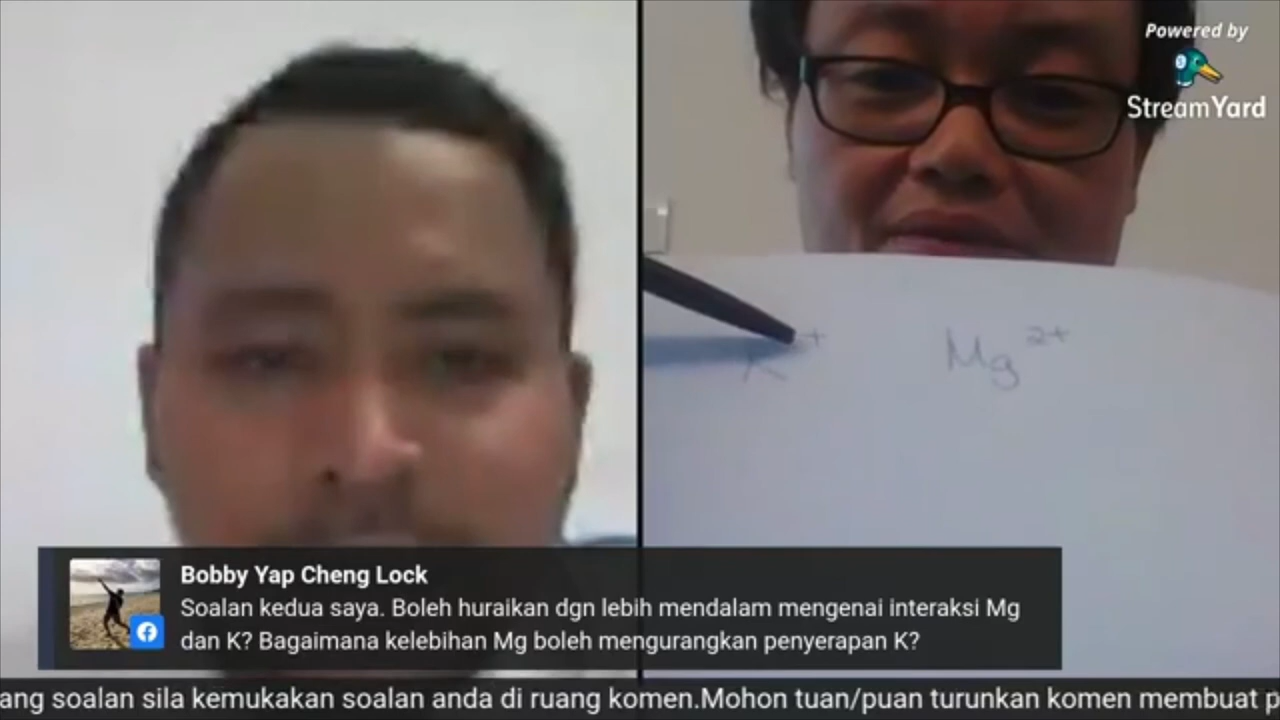 Powered by
StreamYard
K+
Mg2+
Bobby Yap Cheng Lock
Soalan kedua saya. Boleh huraikan dgn lebih mendalam mengenai interaksi Mg
dan K? Bagaimana kelebihan Mg boleh mengurangkan penyerapan K?
ang soalan sila kemukakan soalan anda di ruang komen.Mohon tuan/puan turunkan komen membuat p